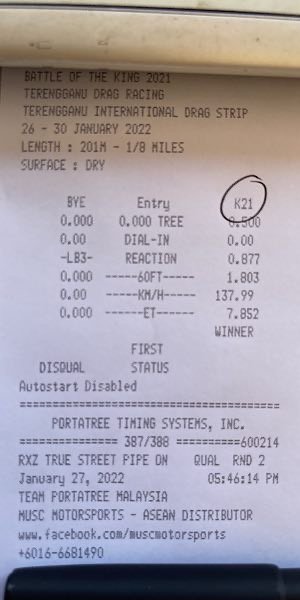 BATTLE OF THE KING 2021
TERENGGANU DRAG RACING
TERENGGANU INTERNATIONAL DRAG STRIP
26 - 30 JANUARY 2022
LENGTH : 201M - 1/8 MILES
SURFACE : DRY
BYE Entry K21
0.000 0.000 TREE 0.500
0.00 DIAL-IN 0.00
-LB3- REACTION 0.877
0.000 -----60FT----- 1.803
0.00 -----KM/H----- 137.99
0.000 ------ET------ 7.852
WINNER
FIRST
DISQUAL STATUS
Autostart Disabled
========================================
PORTATREE TIMING SYSTEMS, INC.
=============== 387/388 ==========600214
RXZ TRUE STREET PIPE ON QUAL RND 2
January 27, 2022 05:46:14 PM
TEAM PORTATREE MALAYSIA
MUSC MOTORSPORTS - ASEAN DISTRIBUTOR
www.facebook.com/muscmotorsports
+6016-6681490